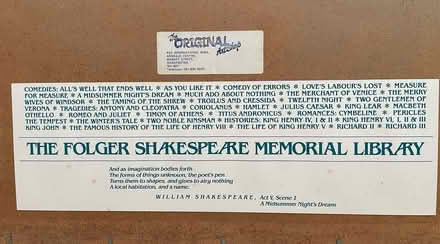 the
ORIGINAL
COMEDIES: ALL'S WELL THAT ENDS WELL • AS YOU LIKE IT • COMEDY OF ERRORS • LOVE'S LABOUR'S LOST • MEASURE
FOR MEASURE • A MIDSUMMER NIGHT'S DREAM • MUCH ADO ABOUT NOTHING • THE MERCHANT OF VENICE • THE MERRY
WIVES OF WINDSOR • THE TAMING OF THE SHREW • TROILUS AND CRESSIDA • TWELFTH NIGHT • TWO GENTLEMEN OF
VERONA • TRAGEDIES: ANTONY AND CLEOPATRA • CORIOLANUS • HAMLET • JULIUS CAESAR • KING LEAR • MACBETH
OTHELLO • ROMEO AND JULIET • TIMON OF ATHENS • TITUS ANDRONICUS • ROMANCES: CYMBELINE • PERICLES
THE TEMPEST • THE WINTER'S TALE • TWO NOBLE KINSMAN • HISTORIES: KING HENRY IV, I & II • KING HENRY VI, I, II & III
KING JOHN • THE FAMOUS HISTORY OF THE LIFE OF HENRY VIII • THE LIFE OF KING HENRY V • RICHARD II • RICHARD III
THE FOLGER SHAKESPEARE MEMORIAL LIBRARY
And as imagination bodies forth
The forms of things unknown, the poet's pen
Turns them to shapes, and gives to airy nothing
A local habitation, and a name.
WILLIAM SHAKESPEARE, Act V, Scene 1
A Midsummer Night's Dream